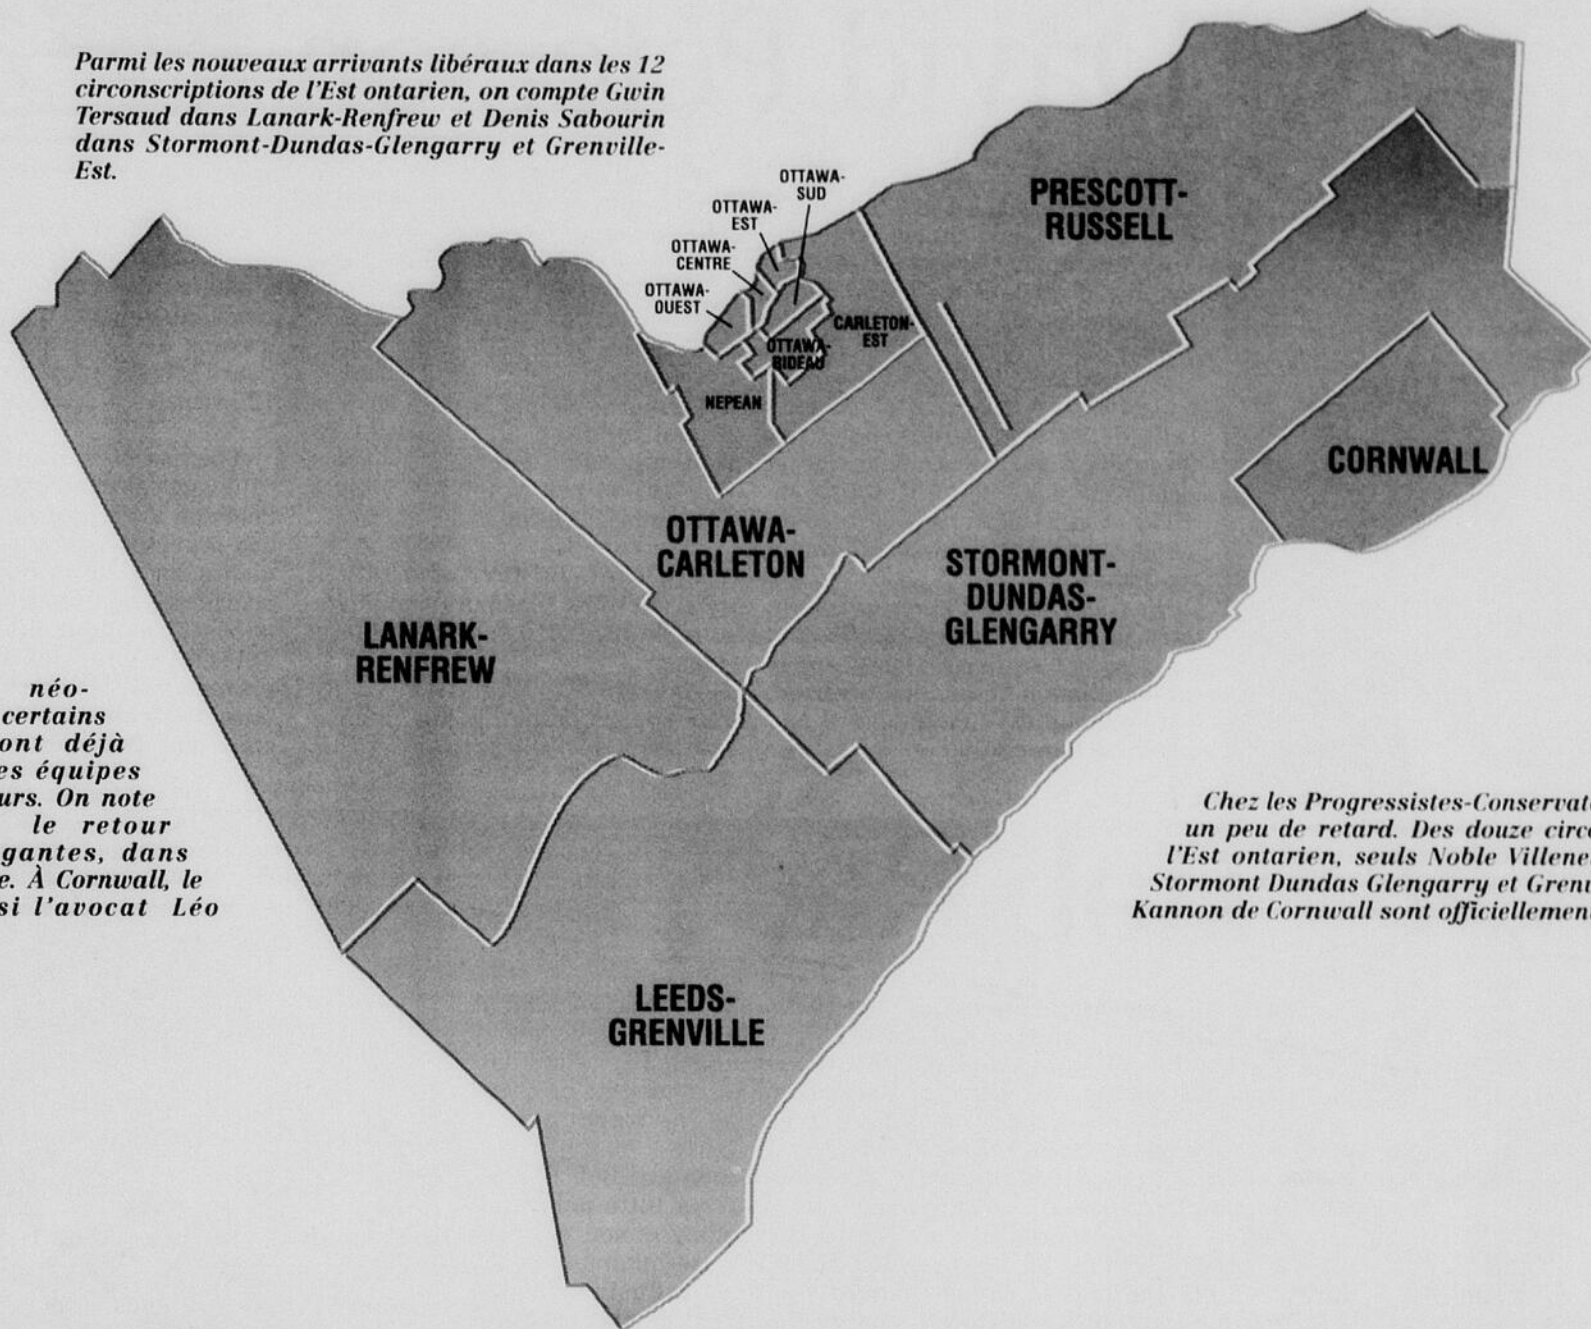 Parmi les nouveaux arrivants libéraux dans les 12
circonscriptions de l'Est ontarien, on compte Gwin
Tersaud dans Lanark-Renfrew et Denis Sabourin
dans Stormont-Dundas-Glengarry et Grenville-
Est.
OTTAWA-
SUD
OTTAWA-
EST
OTTAWA-
CENTRE
OTTAWA-
OUEST
CARLETON-
EST
OTTAWA-
RIDEAU
NEPEAN
PRESCOTT-
RUSSELL
CORNWALL
OTTAWA-
CARLETON
STORMONT-
DUNDAS-
GLENGARRY
LANARK-
RENFREW
LEEDS-
GRENVILLE
néo-
certains
ont déjà
es équipes
urs. On note
le retour
gantes, dans
e. À Cornwall, le
si l'avocat Léo
Chez les Progressistes-Conservat
un peu de retard. Des douze circo
l'Est ontarien, seuls Noble Villene
Stormont Dundas Glengarry et Gren
Kannon de Cornwall sont officiellemen